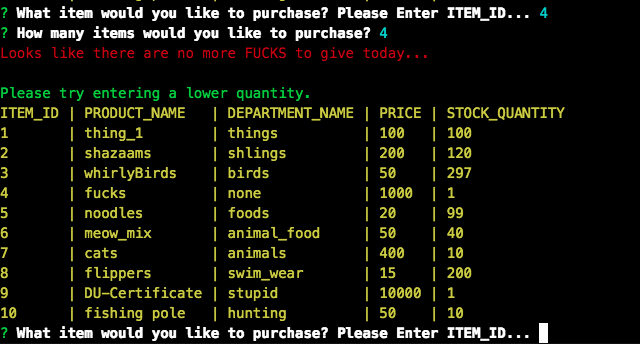 ? What item would you like to purchase? Please Enter ITEM_ID... 4
? How many items would you like to purchase? 4
Looks like there are no more FUCKS to give today...
Please try entering a lower quantity.
ITEM_ID | PRODUCT_NAME | DEPARTMENT_NAME | PRICE | STOCK_QUANTITY
1 | thing_1 | things | 100 | 100
2 | shazaams | shlings | 200 | 120
3 | whirlyBirds | birds | 50 | 297
4 | fucks | none | 1000 | 1
5 | noodles | foods | 20 | 99
6 | meow_mix | animal_food | 50 | 40
7 | cats | animals | 400 | 10
8 | flippers | swim_wear | 15 | 200
9 | DU-Certificate | stupid | 10000 | 1
10 | fishing pole | hunting | 50 | 10
? What item would you like to purchase? Please Enter ITEM_ID...